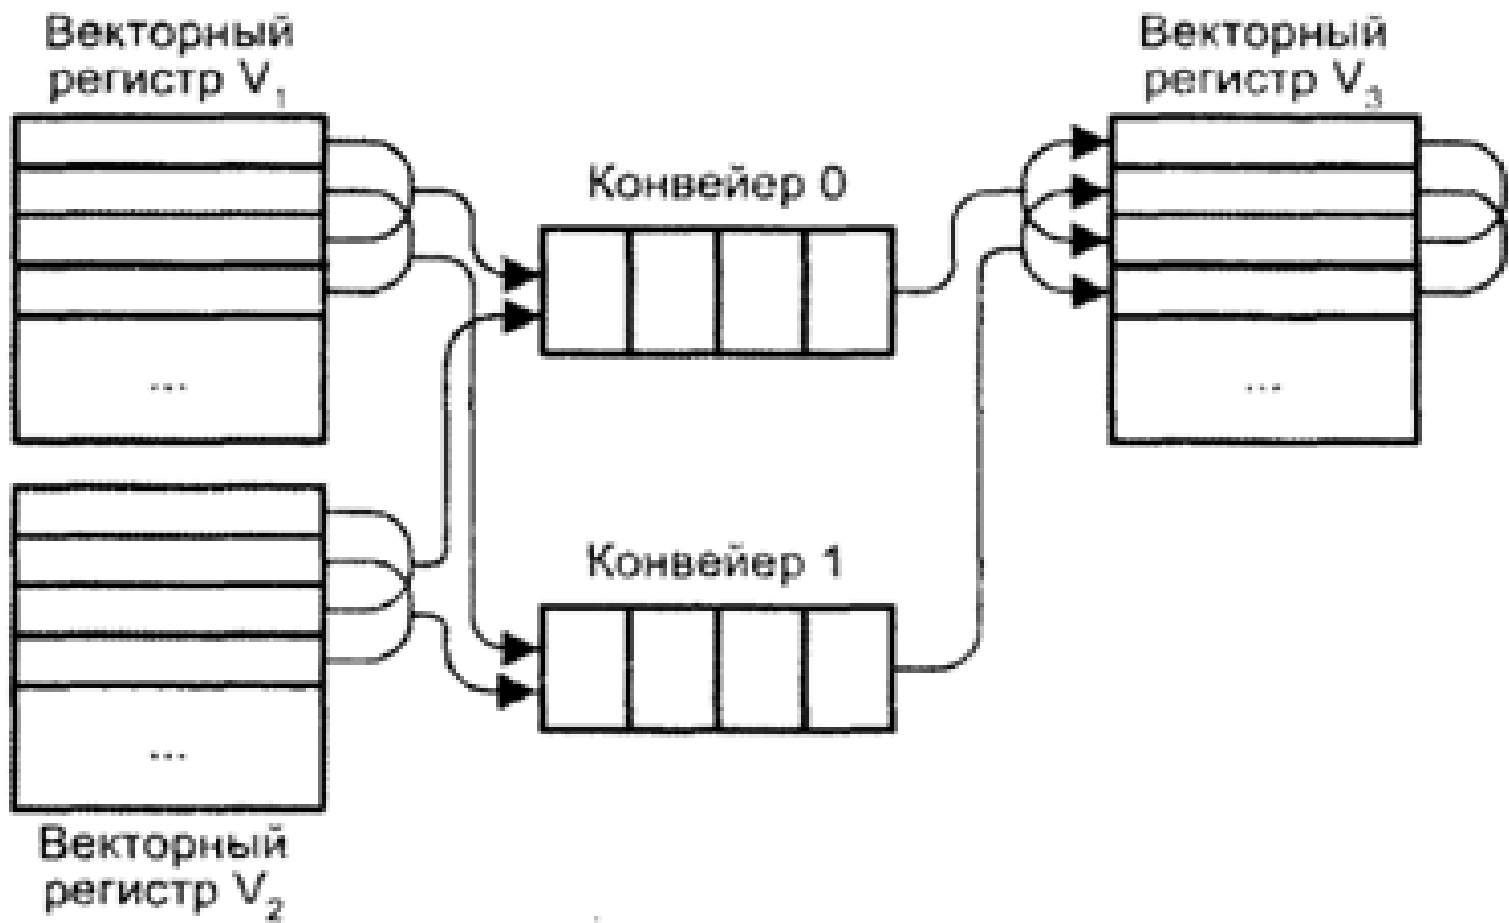 Векторный
регистр V1
Векторный
регистр V3
Конвейер 0
...
...
Конвейер 1
...
Векторный
регистр V2